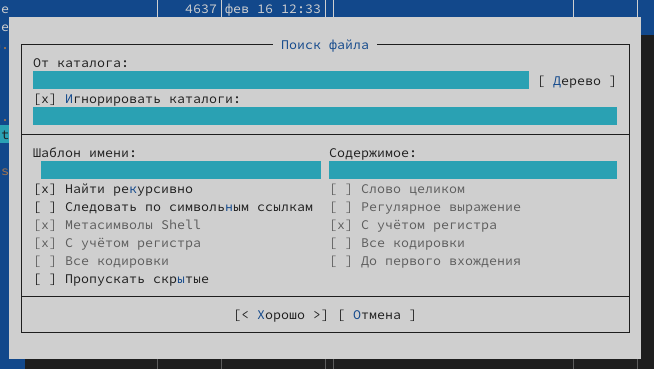 е 4637 фев 16 12:33
е
Поиск файла
От каталога:
[ Дерево ]
[x] Игнорировать каталоги:
t
s
Шаблон имени: Содержимое:
[x] Найти рекурсивно [ ] Слово целиком
[ ] Следовать по символьным ссылкам [ ] Регулярное выражение
[x] Метасимволы Shell [x] С учётом регистра
[x] С учётом регистра [ ] Все кодировки
[ ] Все кодировки [ ] До первого вхождения
[ ] Пропускать скрытые
[< Хорошо >] [ Отмена ]